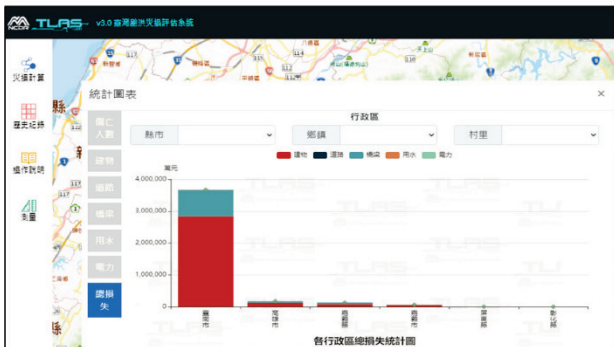 NCDR TLAS v3.0 臺灣震洪災損評估系統
災損計算
歷史紀錄
操作説明
測量
統計圖表 ×
傷亡人數
建物
道路
橋梁
用水
電力
總損失
行政區
縣市 鄉鎮 村里
建物 道路 橋梁 用水 電力
萬元
4,000,000
3,000,000
2,000,000
1,000,000
0
臺南市 高雄市 嘉義縣 嘉義市 屏東縣 彰化縣
各行政區總損失統計圖